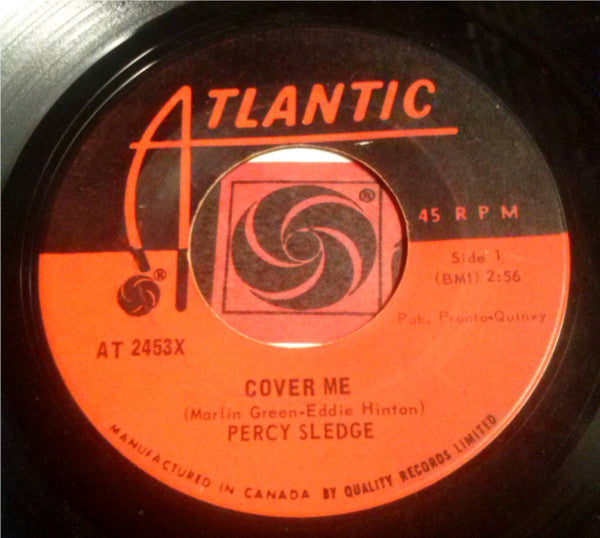 ATLANTIC
®
45 RPM
Side 1
(BMI) 2:56
®
Pub. Pronto-Quinvy
AT 2453X
COVER ME
(Marlin Green-Eddie Hinton)
PERCY SLEDGE
MANUFACTURED IN CANADA BY QUALITY RECORDS LIMITED